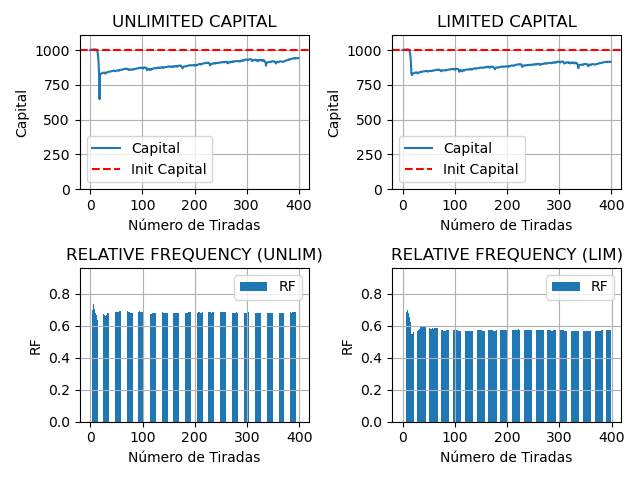 UNLIMITED CAPITAL
1000
750
500
250
0
Capital
Capital
Init Capital
0 100 200 300 400
Número de Tiradas
LIMITED CAPITAL
1000
750
500
250
0
Capital
Capital
Init Capital
0 100 200 300 400
Número de Tiradas
RELATIVE FREQUENCY (UNLIM)
0.8
0.6
0.4
0.2
0.0
RF
RF
0 100 200 300 400
Número de Tiradas
RELATIVE FREQUENCY (LIM)
0.8
0.6
0.4
0.2
0.0
RF
RF
0 100 200 300 400
Número de Tiradas